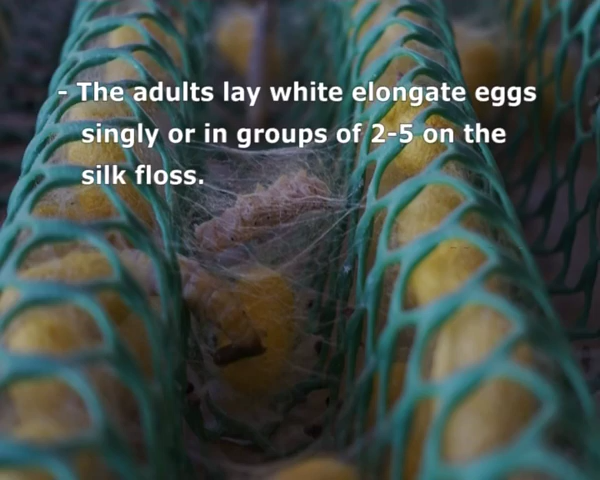 - The adults lay white elongate eggs
singly or in groups of 2-5 on the
silk floss.